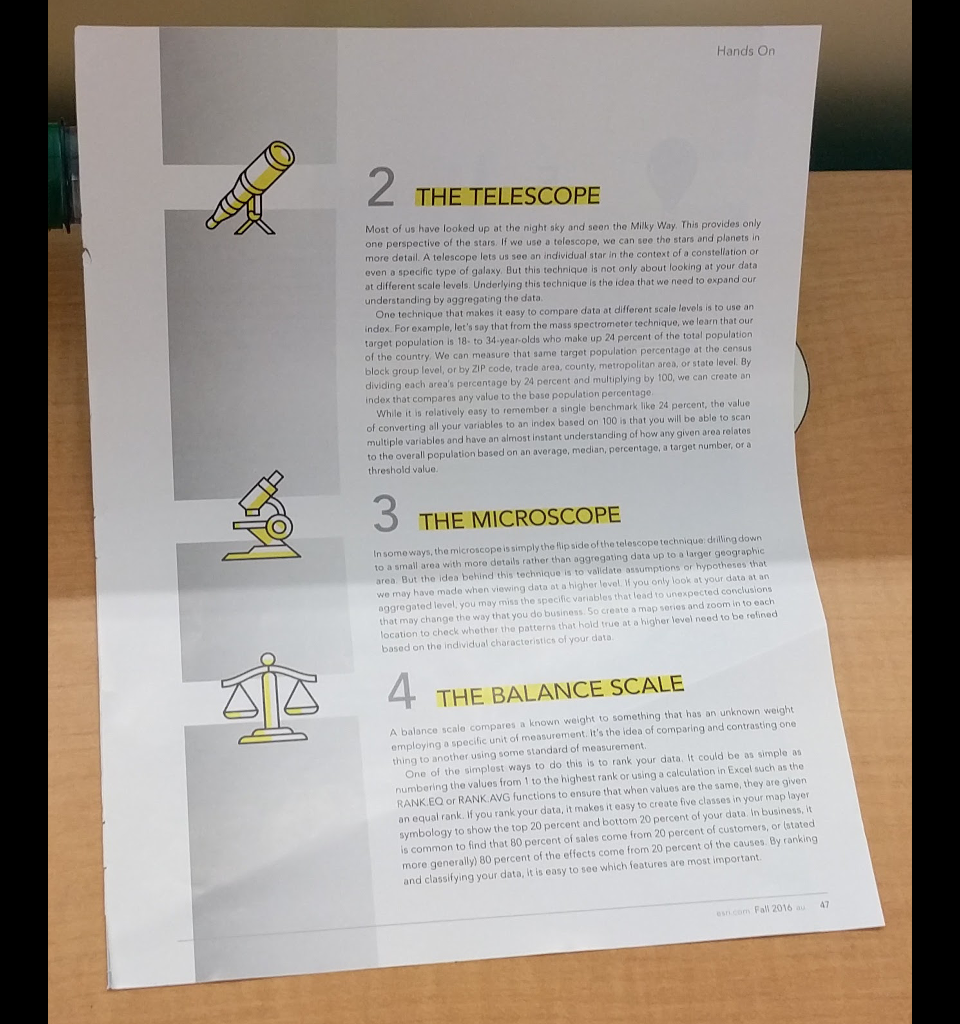 Hands On
2 THE TELESCOPE
Most of us have looked up at the night sky and seen the Milky Way. This provides only
one perspective of the stars. If we use a telescope, we can see the stars and planets in
more detail. A telescope lets us see an individual star in the context of a constellation or
even a specific type of galaxy. But this technique is not only about looking at your data
at different scale levels. Underlying this technique is the idea that we need to expand our
understanding by aggregating the data.
One technique that makes it easy to compare data at different scale levels is to use an
index. For example, let's say that from the mass spectrometer technique, we learn that our
target population is 18- to 34-year-olds who make up 24 percent of the total population
of the country. We can measure that same target population percentage at the census
block group level, or by ZIP code, trade area, county, metropolitan area, or state level. By
dividing each area's percentage by 24 percent and multiplying by 100, we can create an
index that compares any value to the base population percentage.
While it is relatively easy to remember a single benchmark like 24 percent, the value
of converting all your variables to an index based on 100 is that you will be able to scan
multiple variables and have an almost instant understanding of how any given area relates
to the overall population based on an average, median, percentage, a target number, or a
threshold value.
3 THE MICROSCOPE
In some ways, the microscope is simply the flip side of the telescope technique: drilling down
to a small area with more details rather than aggregating data up to a larger geographic
area. But the idea behind this technique is to validate assumptions or hypotheses that
we may have made when viewing data at a higher level. If you only look at your data at an
aggregated level, you may miss the specific variables that lead to unexpected conclusions
that may change the way that you do business. So create a map series and zoom in to each
location to check whether the patterns that hold true at a higher level need to be refined
based on the individual characteristics of your data.
4 THE BALANCE SCALE
A balance scale compares a known weight to something that has an unknown weight
employing a specific unit of measurement. It's the idea of comparing and contrasting one
thing to another using some standard of measurement.
One of the simplest ways to do this is to rank your data. It could be as simple as
numbering the values from 1 to the highest rank or using a calculation in Excel such as the
RANK.EQ or RANK.AVG functions to ensure that when values are the same, they are given
an equal rank. If you rank your data, it makes it easy to create five classes in your map layer
symbology to show the top 20 percent and bottom 20 percent of your data. In business, it
is common to find that 80 percent of sales come from 20 percent of customers, or (stated
more generally) 80 percent of the effects come from 20 percent of the causes. By ranking
and classifying your data, it is easy to see which features are most important.
esri.com Fall 2016 au 47